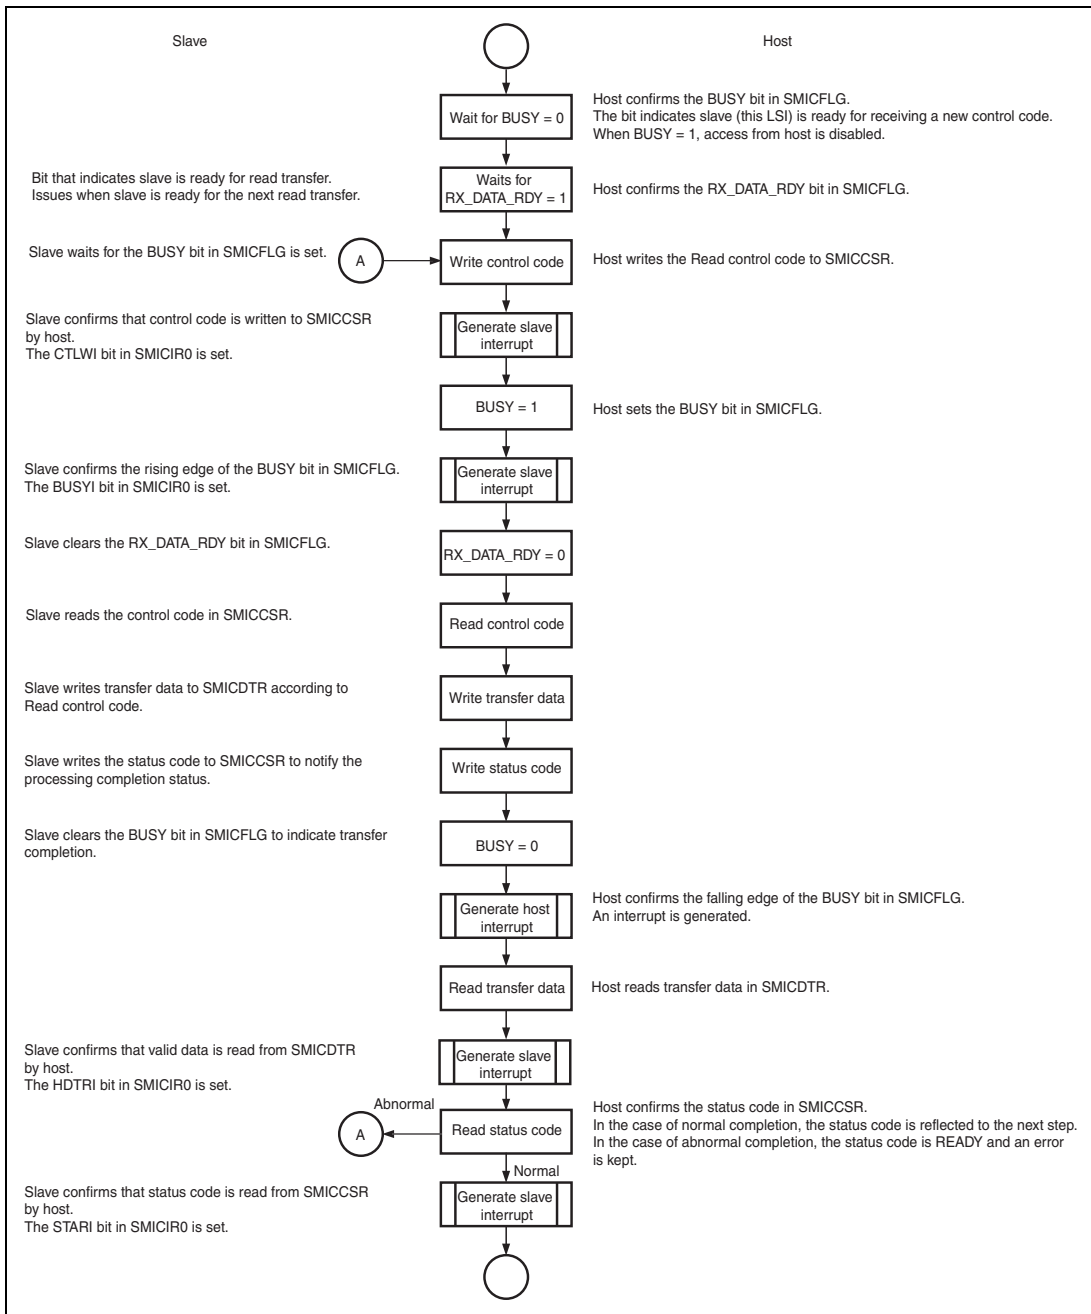 Slave
Host
Wait for BUSY = 0
Host confirms the BUSY bit in SMICFLG.
The bit indicates slave (this LSI) is ready for receiving a new control code.
When BUSY = 1, access from host is disabled.
Bit that indicates slave is ready for read transfer.
Issues when slave is ready for the next read transfer.
Waits for
RX_DATA_RDY = 1
Host confirms the RX_DATA_RDY bit in SMICFLG.
Slave waits for the BUSY bit in SMICFLG is set.
A
Write control code
Host writes the Read control code to SMICCSR.
Slave confirms that control code is written to SMICCSR
by host.
The CTLWI bit in SMICIR0 is set.
Generate slave
interrupt
BUSY = 1
Host sets the BUSY bit in SMICFLG.
Slave confirms the rising edge of the BUSY bit in SMICFLG.
The BUSYI bit in SMICIR0 is set.
Generate slave
interrupt
Slave clears the RX_DATA_RDY bit in SMICFLG.
RX_DATA_RDY = 0
Slave reads the control code in SMICCSR.
Read control code
Slave writes transfer data to SMICDTR according to
Read control code.
Write transfer data
Slave writes the status code to SMICCSR to notify the
processing completion status.
Write status code
Slave clears the BUSY bit in SMICFLG to indicate transfer
completion.
BUSY = 0
Generate host
interrupt
Host confirms the falling edge of the BUSY bit in SMICFLG.
An interrupt is generated.
Read transfer data
Host reads transfer data in SMICDTR.
Slave confirms that valid data is read from SMICDTR
by host.
The HDTRI bit in SMICIR0 is set.
Generate slave
interrupt
Abnormal
A
Read status code
Host confirms the status code in SMICCSR.
In the case of normal completion, the status code is reflected to the next step.
In the case of abnormal completion, the status code is READY and an error
is kept.
Normal
Slave confirms that status code is read from SMICCSR
by host.
The STARI bit in SMICIR0 is set.
Generate slave
interrupt